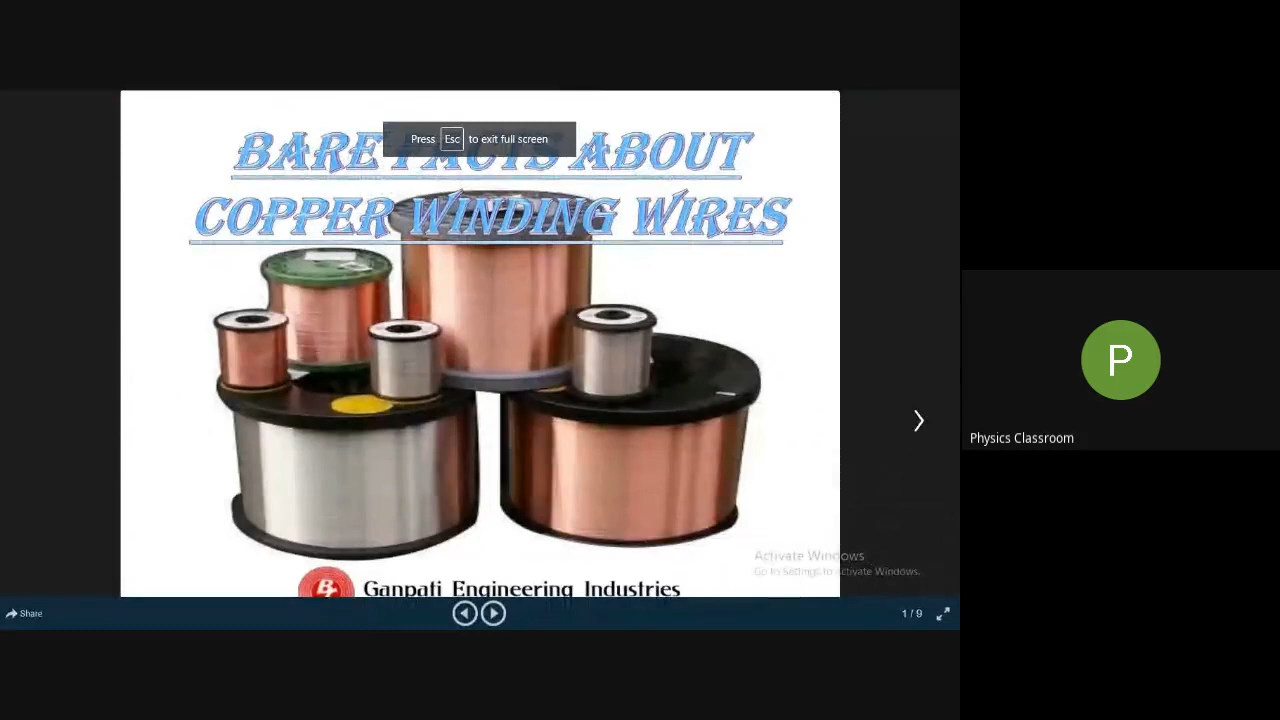 Press Esc to exit full screen
BARE FACTS ABOUT
COPPER WINDING WIRES
Ganpati Engineering Industries
Activate Windows
Go to Settings to activate Windows.
Share
1 / 9
P
Physics Classroom